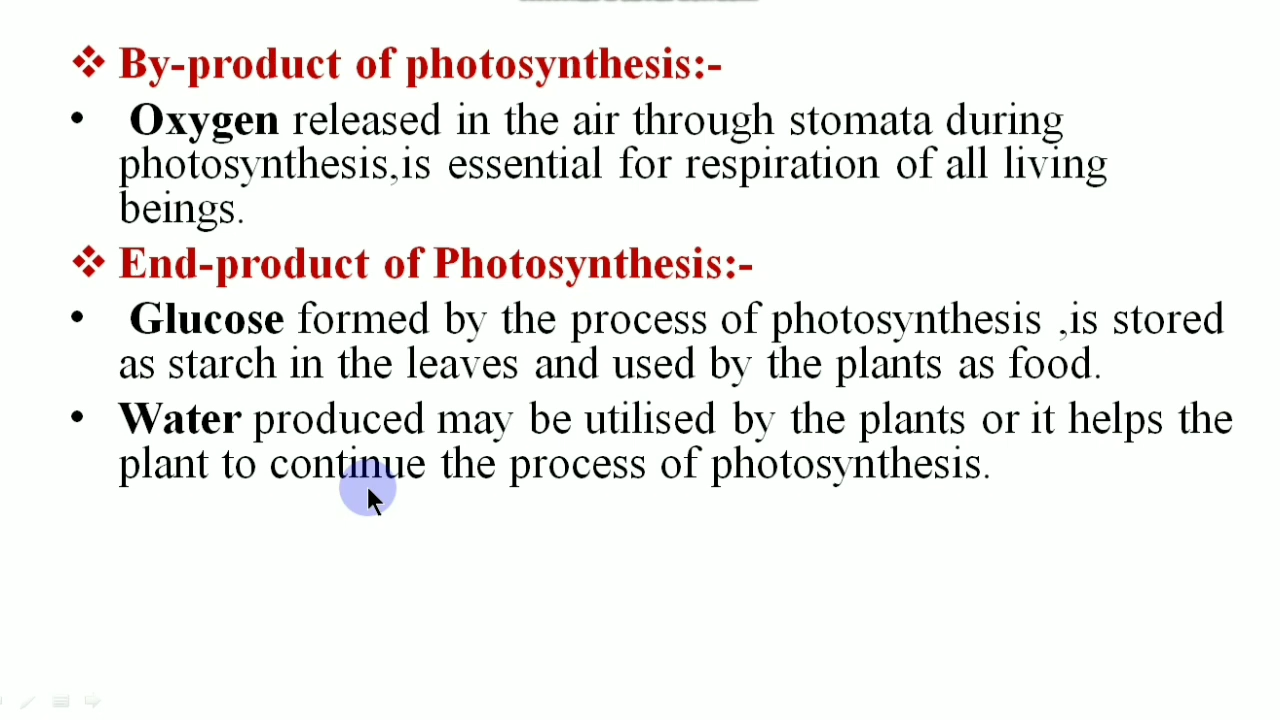 ❖ By-product of photosynthesis:-
• Oxygen released in the air through stomata during
photosynthesis,is essential for respiration of all living
beings.
❖ End-product of Photosynthesis:-
• Glucose formed by the process of photosynthesis ,is stored
as starch in the leaves and used by the plants as food.
• Water produced may be utilised by the plants or it helps the
plant to continue the process of photosynthesis.